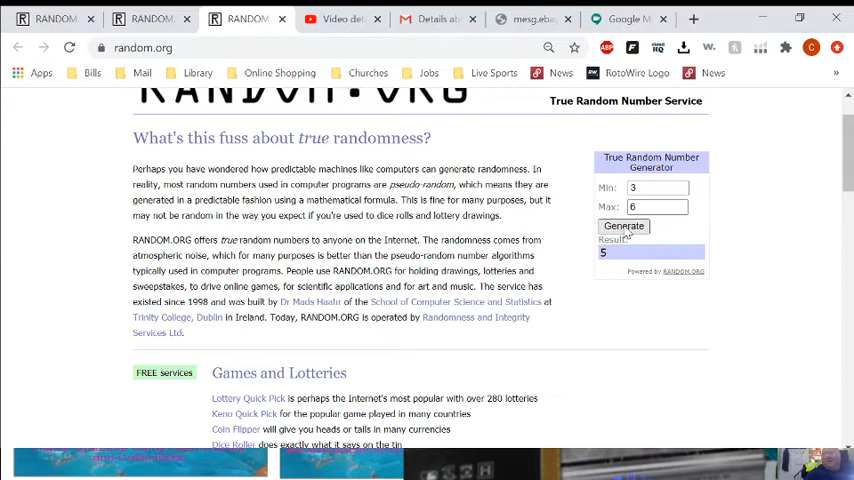 RANDOM
RANDOM.
RANDOM
Video det
Details ab
mesg.ebay
Google M
random.org
ABP
F
cloud HQ
W.
C
Apps
Bills
Mail
Library
Online Shopping
Churches
Jobs
Live Sports
News
RotoWire Logo
News
»
RANDOM.ORG
True Random Number Service
What's this fuss about true randomness?
Perhaps you have wondered how predictable machines like computers can generate randomness. In
reality, most random numbers used in computer programs are pseudo-random, which means they are
generated in a predictable fashion using a mathematical formula. This is fine for many purposes, but it
may not be random in the way you expect if you're used to dice rolls and lottery drawings.
RANDOM.ORG offers true random numbers to anyone on the Internet. The randomness comes from
atmospheric noise, which for many purposes is better than the pseudo-random number algorithms
typically used in computer programs. People use RANDOM.ORG for holding drawings, lotteries and
sweepstakes, to drive online games, for scientific applications and for art and music. The service has
existed since 1998 and was built by Dr Mads Haahr of the School of Computer Science and Statistics at
Trinity College, Dublin in Ireland. Today, RANDOM.ORG is operated by Randomness and Integrity
Services Ltd.
True Random Number
Generator
Min: 3
Max: 6
Generate
Result:
5
Powered by RANDOM.ORG
FREE services
Games and Lotteries
Lottery Quick Pick is perhaps the Internet's most popular with over 280 lotteries
Keno Quick Pick for the popular game played in many countries
Coin Flipper will give you heads or tails in many currencies
Dice Roller does exactly what it says on the tin